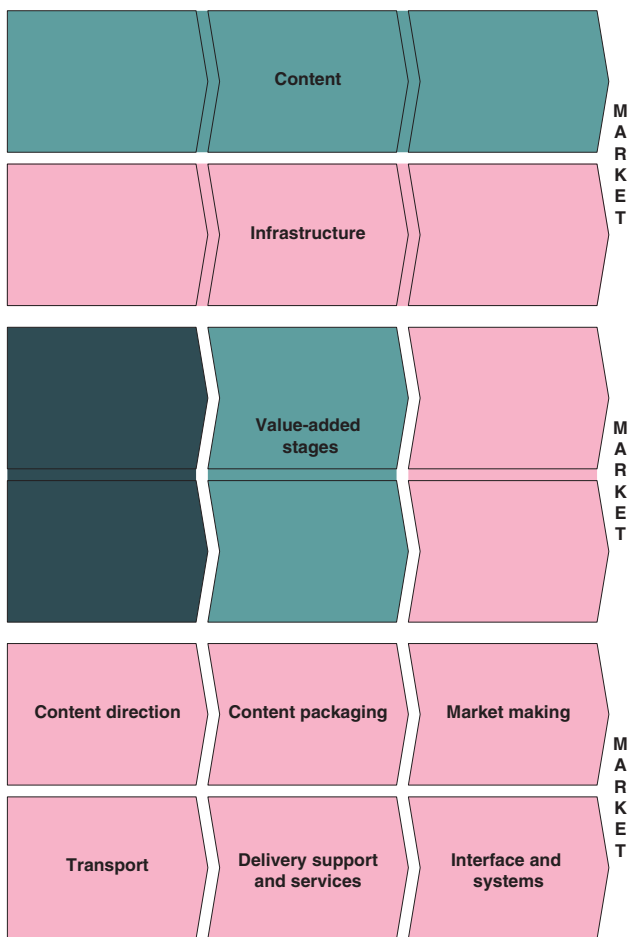 Content
Infrastructure
MARKET
Value-added
stages
MARKET
Content direction
Content packaging
Market making
Transport
Delivery support
and services
Interface and
systems
MARKET